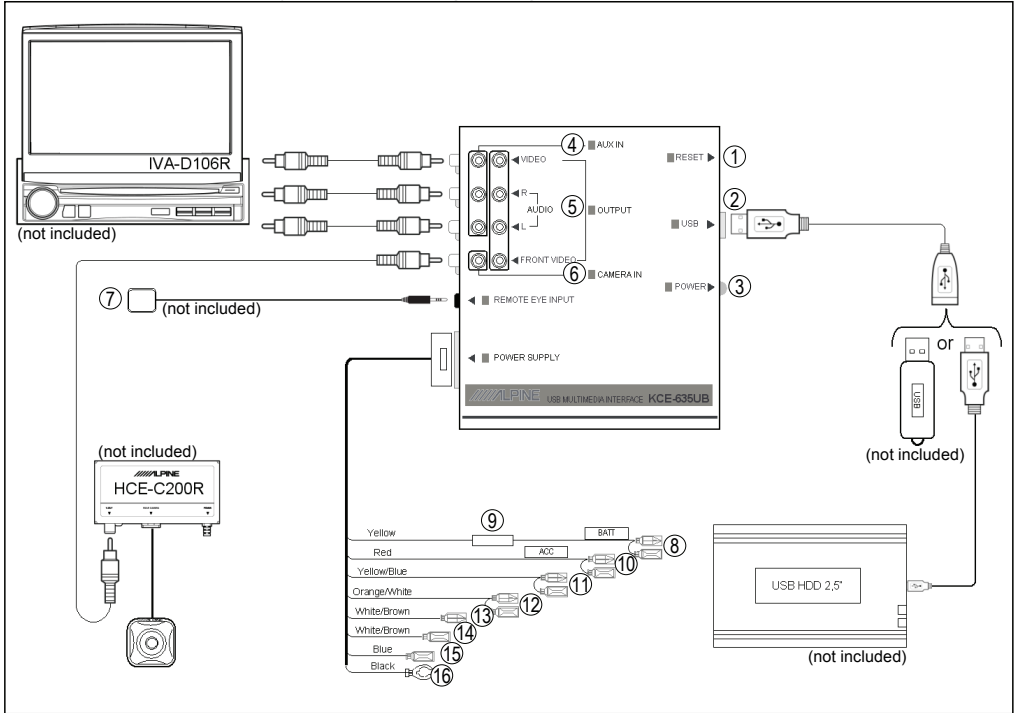 IVA-D106R
(not included)
④ AUX IN
VIDEO
R
AUDIO
L
⑤ OUTPUT
FRONT VIDEO
⑥ CAMERA IN
REMOTE EYE INPUT
POWER SUPPLY
RESET ①
②
USB
POWER ③
ALPINE USB MULTIMEDIA INTERFACE KCE-635UB
⑦ (not included)
or
USB
(not included)
(not included)
ALPINE
HCE-C200R
Yellow ⑨ BATT ⑧
Red ACC ⑩
Yellow/Blue ⑪
Orange/White ⑫
White/Brown ⑬
White/Brown ⑭
Blue ⑮
Black ⑯
USB HDD 2,5"
(not included)